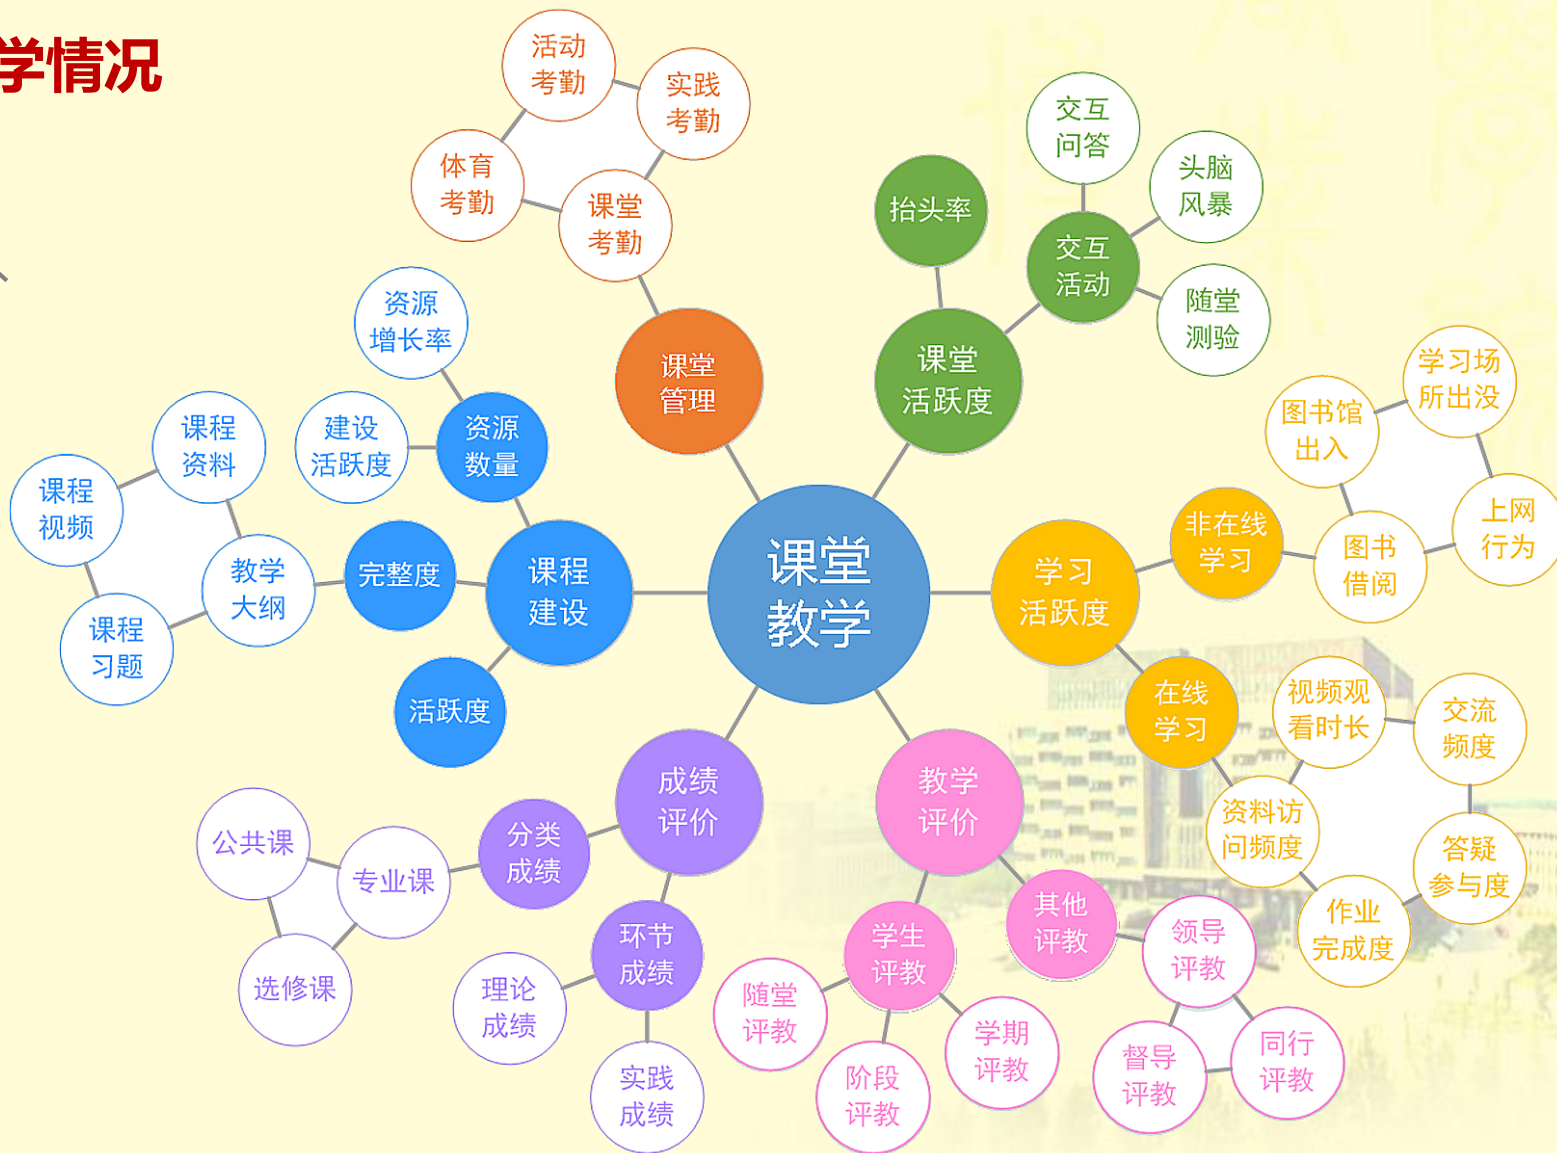 学情况
活动
考勤
实践
考勤
体育
考勤
课堂
考勤
课堂
管理
抬头率
交互
问答
头脑
风暴
交互
活动
随堂
测验
课堂
活跃度
资源
增长率
建设
活跃度
资源
数量
课程
资料
课程
视频
教学
大纲
课程
习题
完整度
课程
建设
活跃度
课堂
教学
学习
活跃度
非在线
学习
图书馆
出入
学习场
所出没
上网
行为
图书
借阅
在线
学习
视频观
看时长
交流
频度
资料访
问频度
答疑
参与度
作业
完成度
成绩
评价
分类
成绩
公共课
专业课
选修课
环节
成绩
理论
成绩
实践
成绩
教学
评价
学生
评教
随堂
评教
阶段
评教
学期
评教
其他
评教
领导
评教
督导
评教
同行
评教